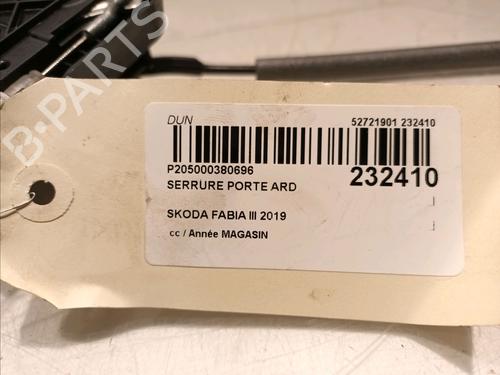 B-PARTS
DUN
52721901 232410
P205000380696
232410
SERRURE PORTE ARD
SKODA FABIA III 2019
cc / Année MAGASIN